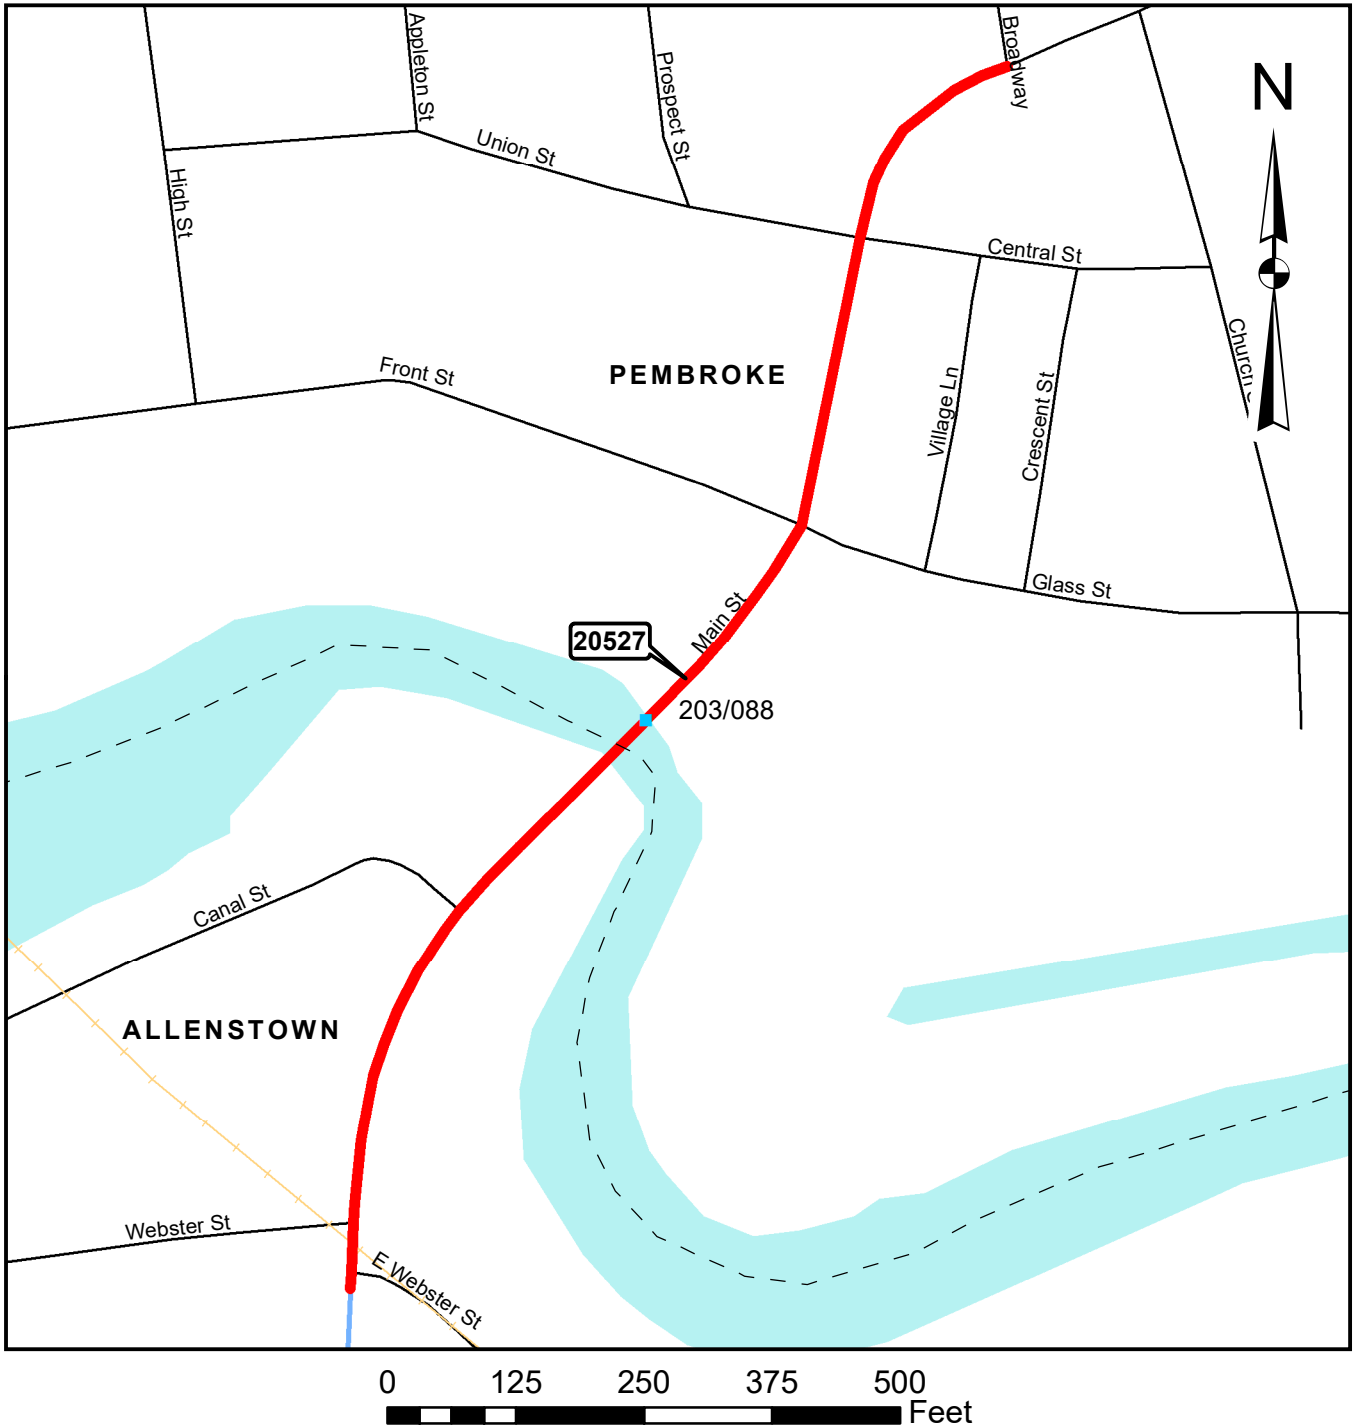 Broadway
Appleton St
Prospect St
N
Union St
High St
Central St
Church
Front St
PEMBROKE
Village Ln
Crescent St
Glass St
Main St
20527
203/088
Canal St
ALLENSTOWN
Webster St
E Webster St
0 125 250 375 500
Feet